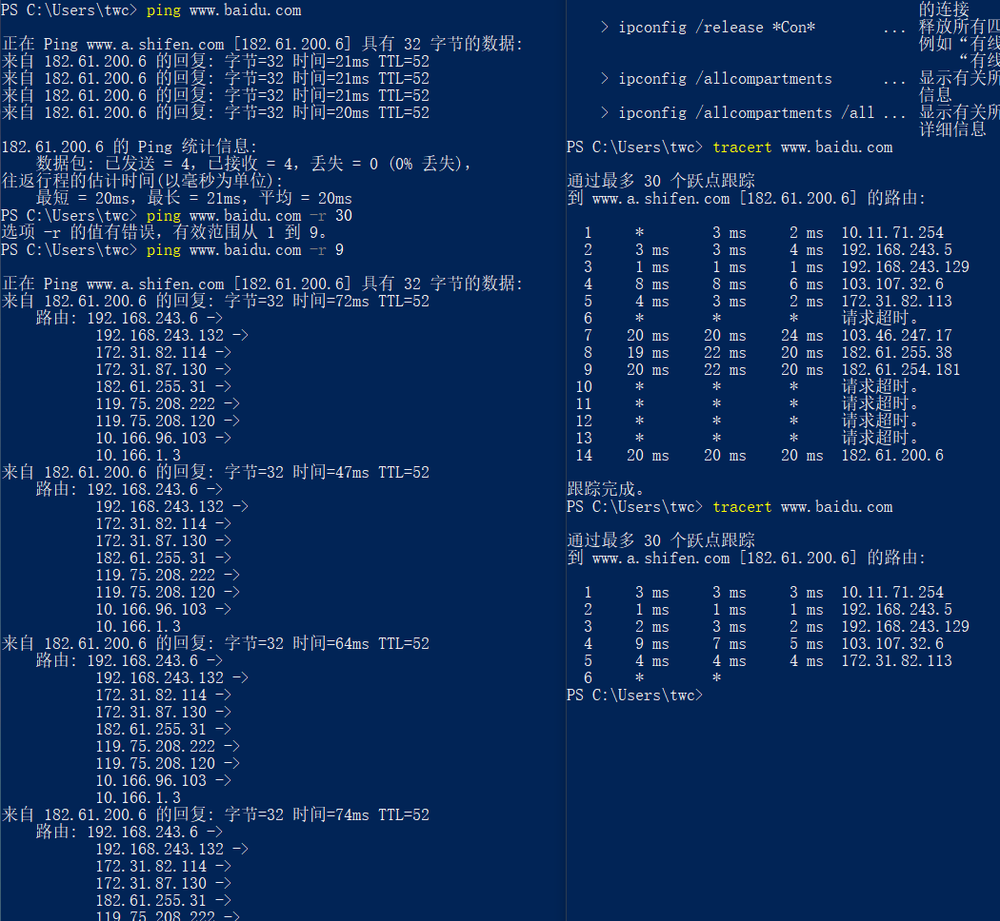 PS C:\Users\twc> ping www.baidu.com
正在 Ping www.a.shifen.com [182.61.200.6] 具有 32 字节的数据:
来自 182.61.200.6 的回复: 字节=32 时间=21ms TTL=52
来自 182.61.200.6 的回复: 字节=32 时间=21ms TTL=52
来自 182.61.200.6 的回复: 字节=32 时间=21ms TTL=52
来自 182.61.200.6 的回复: 字节=32 时间=20ms TTL=52
182.61.200.6 的 Ping 统计信息:
数据包: 已发送 = 4，已接收 = 4，丢失 = 0 (0% 丢失)，
往返行程的估计时间(以毫秒为单位):
最短 = 20ms，最长 = 21ms，平均 = 20ms
PS C:\Users\twc> ping www.baidu.com -r 30
选项 -r 的值有错误，有效范围从 1 到 9。
PS C:\Users\twc> ping www.baidu.com -r 9
正在 Ping www.a.shifen.com [182.61.200.6] 具有 32 字节的数据:
来自 182.61.200.6 的回复: 字节=32 时间=72ms TTL=52
路由: 192.168.243.6 ->
192.168.243.132 ->
172.31.82.114 ->
172.31.87.130 ->
182.61.255.31 ->
119.75.208.222 ->
119.75.208.120 ->
10.166.96.103 ->
10.166.1.3
来自 182.61.200.6 的回复: 字节=32 时间=47ms TTL=52
路由: 192.168.243.6 ->
192.168.243.132 ->
172.31.82.114 ->
172.31.87.130 ->
182.61.255.31 ->
119.75.208.222 ->
119.75.208.120 ->
10.166.96.103 ->
10.166.1.3
来自 182.61.200.6 的回复: 字节=32 时间=64ms TTL=52
路由: 192.168.243.6 ->
192.168.243.132 ->
172.31.82.114 ->
172.31.87.130 ->
182.61.255.31 ->
119.75.208.222 ->
119.75.208.120 ->
10.166.96.103 ->
10.166.1.3
来自 182.61.200.6 的回复: 字节=32 时间=74ms TTL=52
路由: 192.168.243.6 ->
192.168.243.132 ->
172.31.82.114 ->
172.31.87.130 ->
182.61.255.31 ->
119.75.208.222 ->
的连接
> ipconfig /release *Con* ... 释放所有匹
例如“有线
“有线
> ipconfig /allcompartments ... 显示有关所
信息
> ipconfig /allcompartments /all ... 显示有关所
详细信息
PS C:\Users\twc> tracert www.baidu.com
通过最多 30 个跃点跟踪
到 www.a.shifen.com [182.61.200.6] 的路由:
1 * 3 ms 2 ms 10.11.71.254
2 3 ms 3 ms 4 ms 192.168.243.5
3 1 ms 1 ms 1 ms 192.168.243.129
4 8 ms 8 ms 6 ms 103.107.32.6
5 4 ms 3 ms 2 ms 172.31.82.113
6 * * * 请求超时。
7 20 ms 20 ms 24 ms 103.46.247.17
8 19 ms 22 ms 20 ms 182.61.255.38
9 20 ms 22 ms 20 ms 182.61.254.181
10 * * * 请求超时。
11 * * * 请求超时。
12 * * * 请求超时。
13 * * * 请求超时。
14 20 ms 20 ms 20 ms 182.61.200.6
跟踪完成。
PS C:\Users\twc> tracert www.baidu.com
通过最多 30 个跃点跟踪
到 www.a.shifen.com [182.61.200.6] 的路由:
1 3 ms 3 ms 3 ms 10.11.71.254
2 1 ms 1 ms 1 ms 192.168.243.5
3 2 ms 3 ms 2 ms 192.168.243.129
4 9 ms 7 ms 5 ms 103.107.32.6
5 4 ms 4 ms 4 ms 172.31.82.113
6 * *
PS C:\Users\twc>